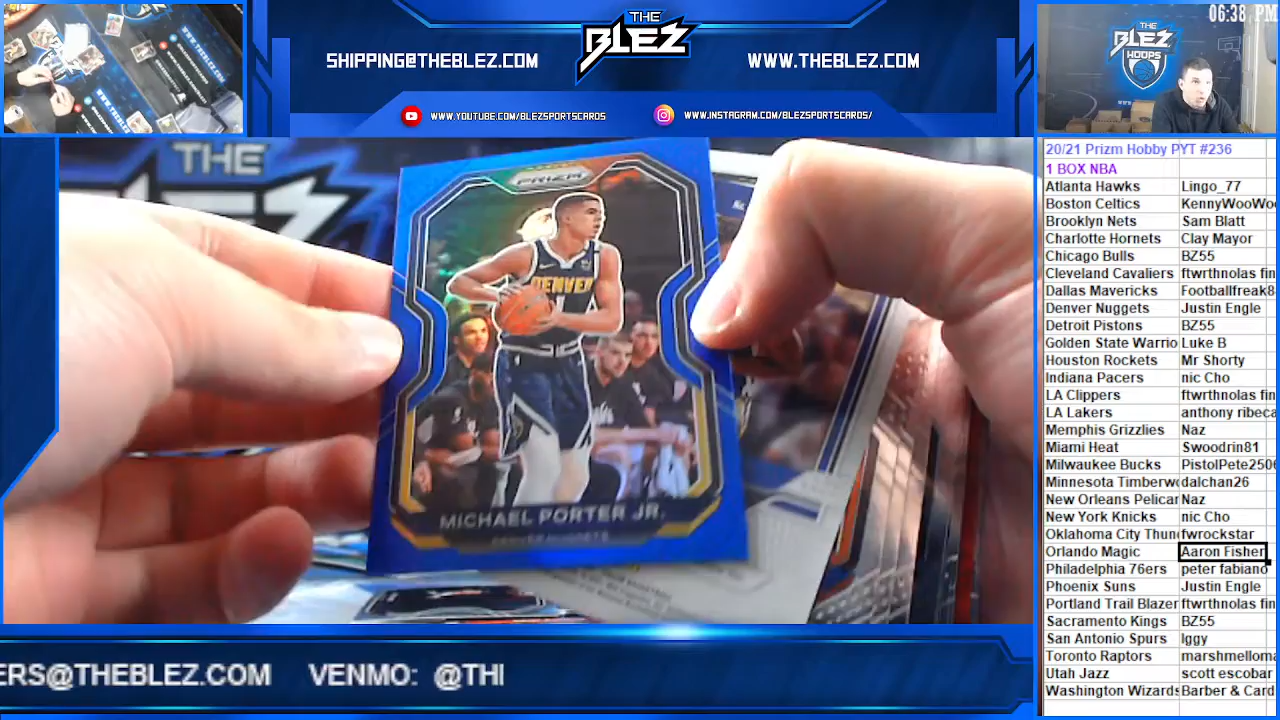 06:38 PM
THE
BLEZ
SHIPPING@THEBLEZ.COM
WWW.THEBLEZ.COM
WWW.YOUTUBE.COM/BLEZSPORTSCARDS
WWW.INSTAGRAM.COM/BLEZSPORTSCARDS/
THE
BLEZ
HOOPS
THE
PRIZM
DENVER
1
MICHAEL PORTER JR.
DENVER NUGGETS
20/21 Prizm Hobby PYT #236
1 BOX NBA
Atlanta Hawks Lingo_77
Boston Celtics KennyWooWoo
Brooklyn Nets Sam Blatt
Charlotte Hornets Clay Mayor
Chicago Bulls BZ55
Cleveland Cavaliers ftwrthnolas fin
Dallas Mavericks Footballfreak8
Denver Nuggets Justin Engle
Detroit Pistons BZ55
Golden State Warrio Luke B
Houston Rockets Mr Shorty
Indiana Pacers nic Cho
LA Clippers ftwrthnolas fin
LA Lakers anthony ribeca
Memphis Grizzlies Naz
Miami Heat Swoodrin81
Milwaukee Bucks PistolPete250
Minnesota Timberwo dalchan26
New Orleans Pelican Naz
New York Knicks nic Cho
Oklahoma City Thun fwrockstar
Orlando Magic Aaron Fisher
Philadelphia 76ers peter fabiano
Phoenix Suns Justin Engle
Portland Trail Blazer ftwrthnolas fin
Sacramento Kings BZ55
San Antonio Spurs Iggy
Toronto Raptors marshmelloma
Utah Jazz scott escobar
Washington Wizards Barber & Card
ERS@THEBLEZ.COM VENMO: @THI